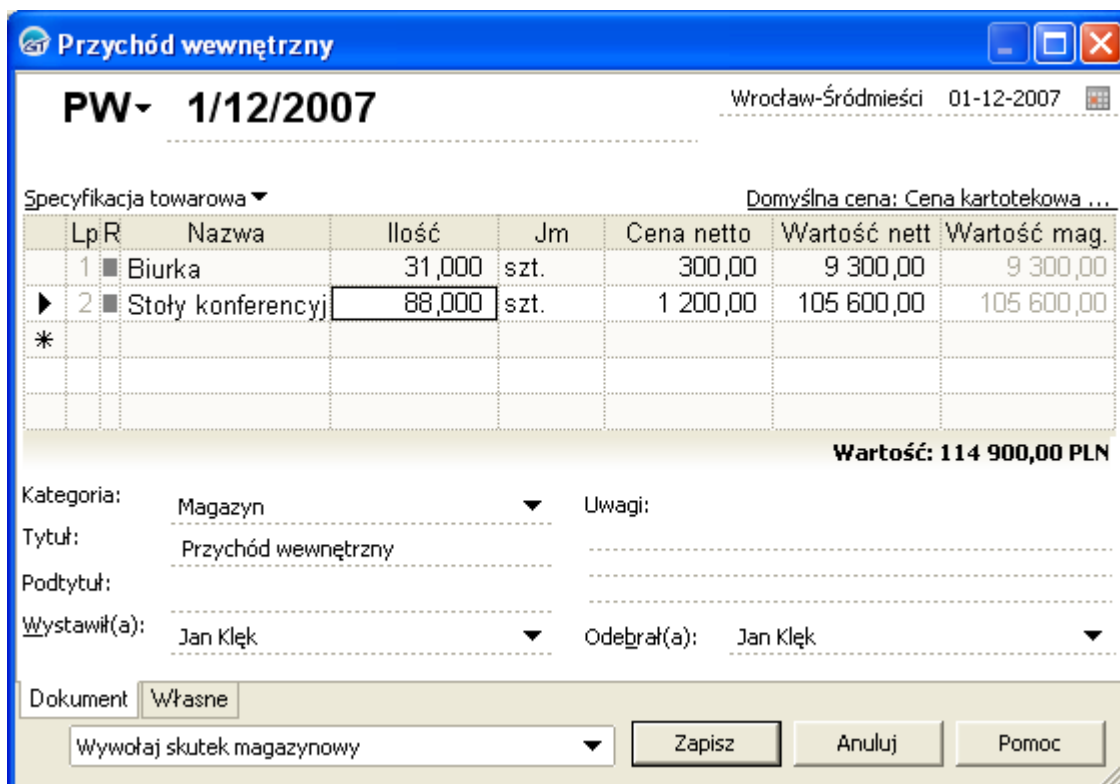 Przychód wewnętrzny
PW 1/12/2007 Wrocław-Śródmieści 01-12-2007
Specyfikacja towarowa Domyślna cena: Cena kartotekowa ...
Lp R Nazwa Ilość Jm Cena netto Wartość nett Wartość mag.
1 Biurka 31,000 szt. 300,00 9 300,00 9 300,00
2 Stoły konferencyj 88,000 szt. 1 200,00 105 600,00 105 600,00
Wartość: 114 900,00 PLN
Kategoria: Magazyn Uwagi:
Tytuł: Przychód wewnętrzny
Podtytuł:
Wystawił(a): Jan Klęk Odebrał(a): Jan Klęk
Dokument Własne
Wywołaj skutek magazynowy Zapisz Anuluj Pomoc